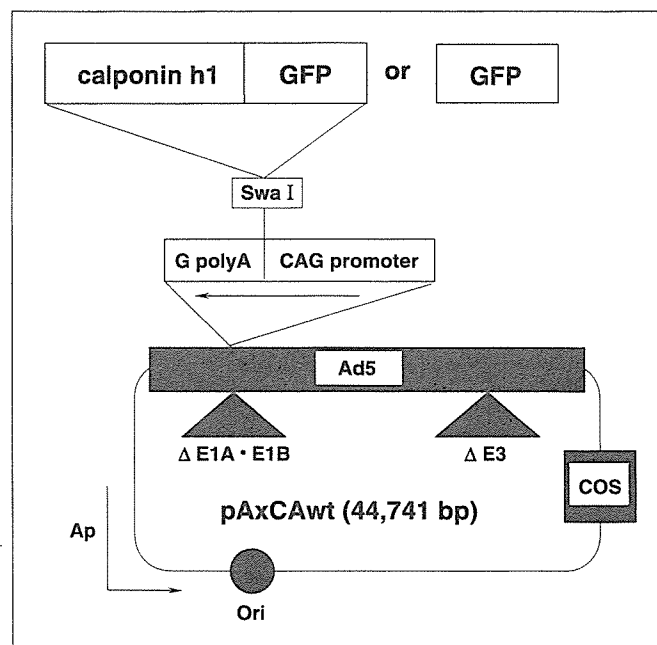 calponin h1 GFP or GFP
Swa I
G polyA CAG promoter
Ad5
Δ E1A・E1B Δ E3
COS
pAxCAwt (44,741 bp)
Ap
Ori